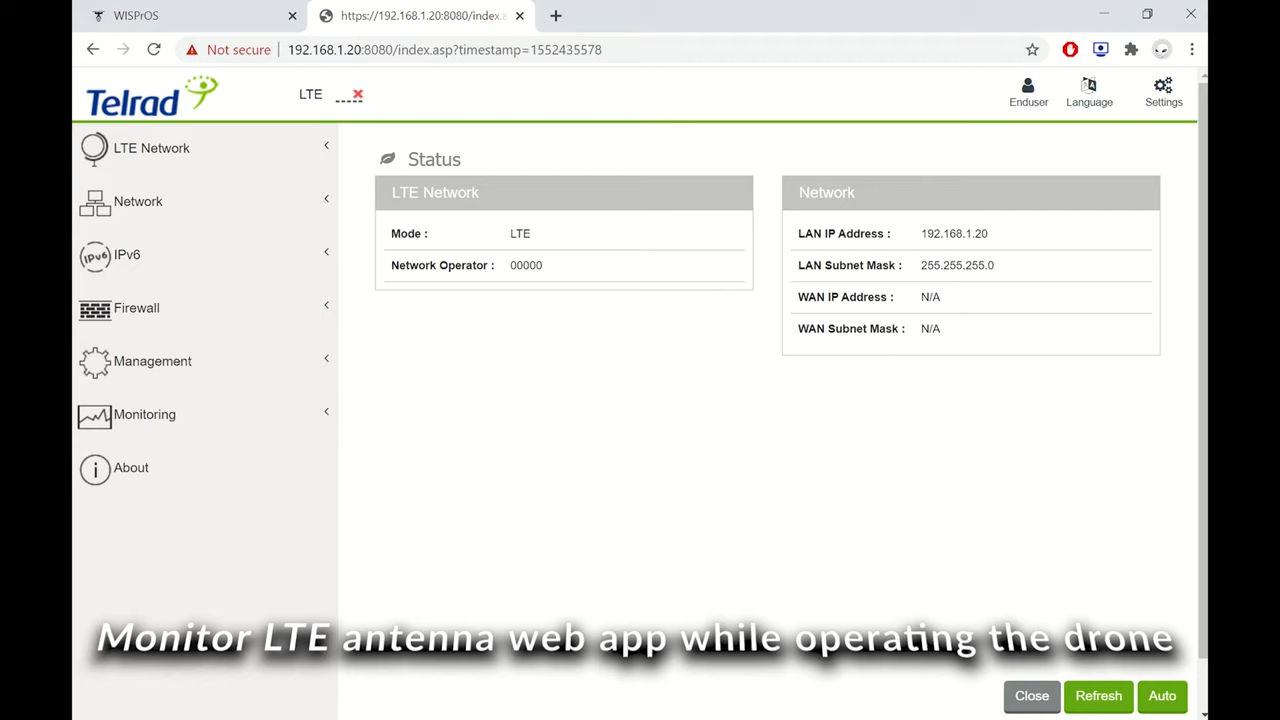 WISPrOS
https://192.168.1.20:8080/index.a
Not secure
192.168.1.20:8080/index.asp?timestamp=1552435578
Telrad
LTE
Enduser
Language
Settings
LTE Network
Network
IPv6
IPv6
Firewall
Management
Monitoring
About
Status
LTE Network
Mode : LTE
Network Operator : 00000
Network
LAN IP Address : 192.168.1.20
LAN Subnet Mask : 255.255.255.0
WAN IP Address : N/A
WAN Subnet Mask : N/A
Monitor LTE antenna web app while operating the drone
Close
Refresh
Auto